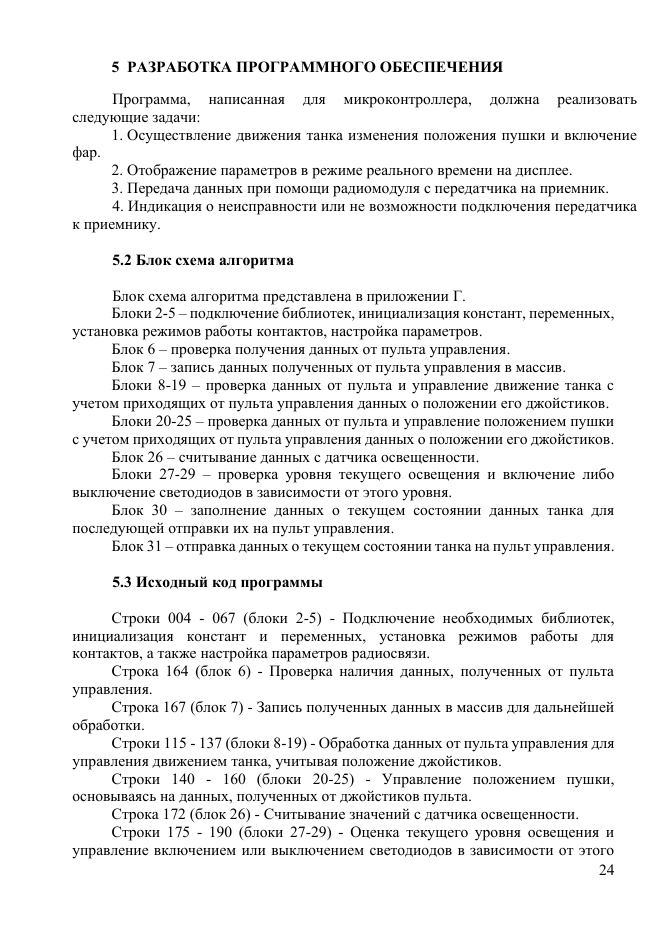 5 РАЗРАБОТКА ПРОГРАММНОГО ОБЕСПЕЧЕНИЯ
Программа, написанная для микроконтроллера, должна реализовать
следующие задачи:
1. Осуществление движения танка изменения положения пушки и включение
фар.
2. Отображение параметров в режиме реального времени на дисплее.
3. Передача данных при помощи радиомодуля с передатчика на приемник.
4. Индикация о неисправности или не возможности подключения передатчика
к приемнику.
5.2 Блок схема алгоритма
Блок схема алгоритма представлена в приложении Г.
Блоки 2-5 – подключение библиотек, инициализация констант, переменных,
установка режимов работы контактов, настройка параметров.
Блок 6 – проверка получения данных от пульта управления.
Блок 7 – запись данных полученных от пульта управления в массив.
Блоки 8-19 – проверка данных от пульта и управление движение танка с
учетом приходящих от пульта управления данных о положении его джойстиков.
Блоки 20-25 – проверка данных от пульта и управление положением пушки
с учетом приходящих от пульта управления данных о положении его джойстиков.
Блок 26 – считывание данных с датчика освещенности.
Блоки 27-29 – проверка уровня текущего освещения и включение либо
выключение светодиодов в зависимости от этого уровня.
Блок 30 – заполнение данных о текущем состоянии данных танка для
последующей отправки их на пульт управления.
Блок 31 – отправка данных о текущем состоянии танка на пульт управления.
5.3 Исходный код программы
Строки 004 - 067 (блоки 2-5) - Подключение необходимых библиотек,
инициализация констант и переменных, установка режимов работы для
контактов, а также настройка параметров радиосвязи.
Строка 164 (блок 6) - Проверка наличия данных, полученных от пульта
управления.
Строка 167 (блок 7) - Запись полученных данных в массив для дальнейшей
обработки.
Строки 115 - 137 (блоки 8-19) - Обработка данных от пульта управления для
управления движением танка, учитывая положение джойстиков.
Строки 140 - 160 (блоки 20-25) - Управление положением пушки,
основываясь на данных, полученных от джойстиков пульта.
Строка 172 (блок 26) - Считывание значений с датчика освещенности.
Строки 175 - 190 (блоки 27-29) - Оценка текущего уровня освещения и
управление включением или выключением светодиодов в зависимости от этого
24